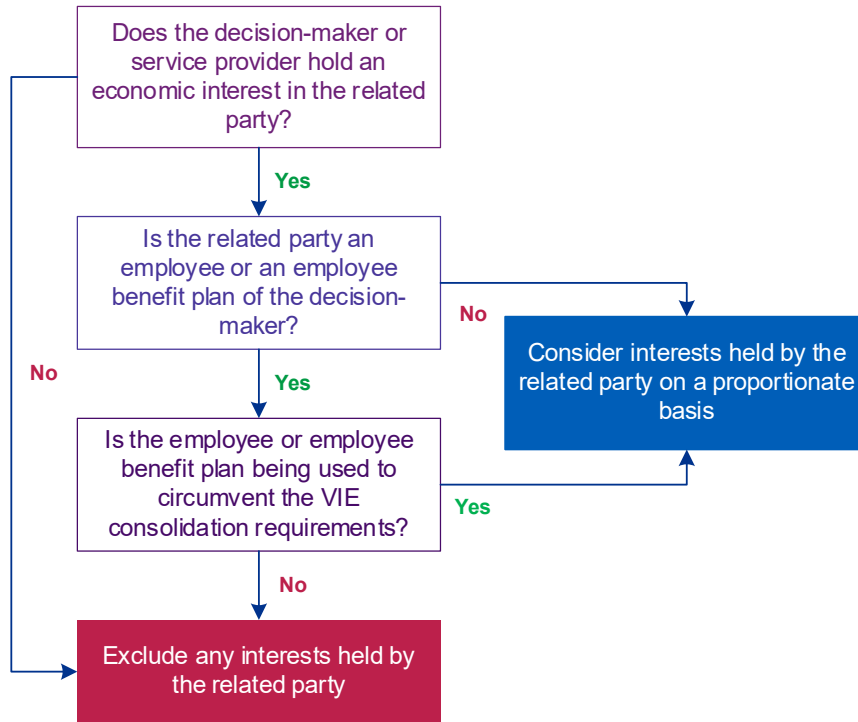 Does the decision-maker or
service provider hold an
economic interest in the related
party?
Yes
Is the related party an
employee or an employee
benefit plan of the decision-
maker?
No
Consider interests held by the
related party on a proportionate
basis
No
Yes
Is the employee or employee
benefit plan being used to
circumvent the VIE
consolidation requirements?
Yes
No
Exclude any interests held by
the related party